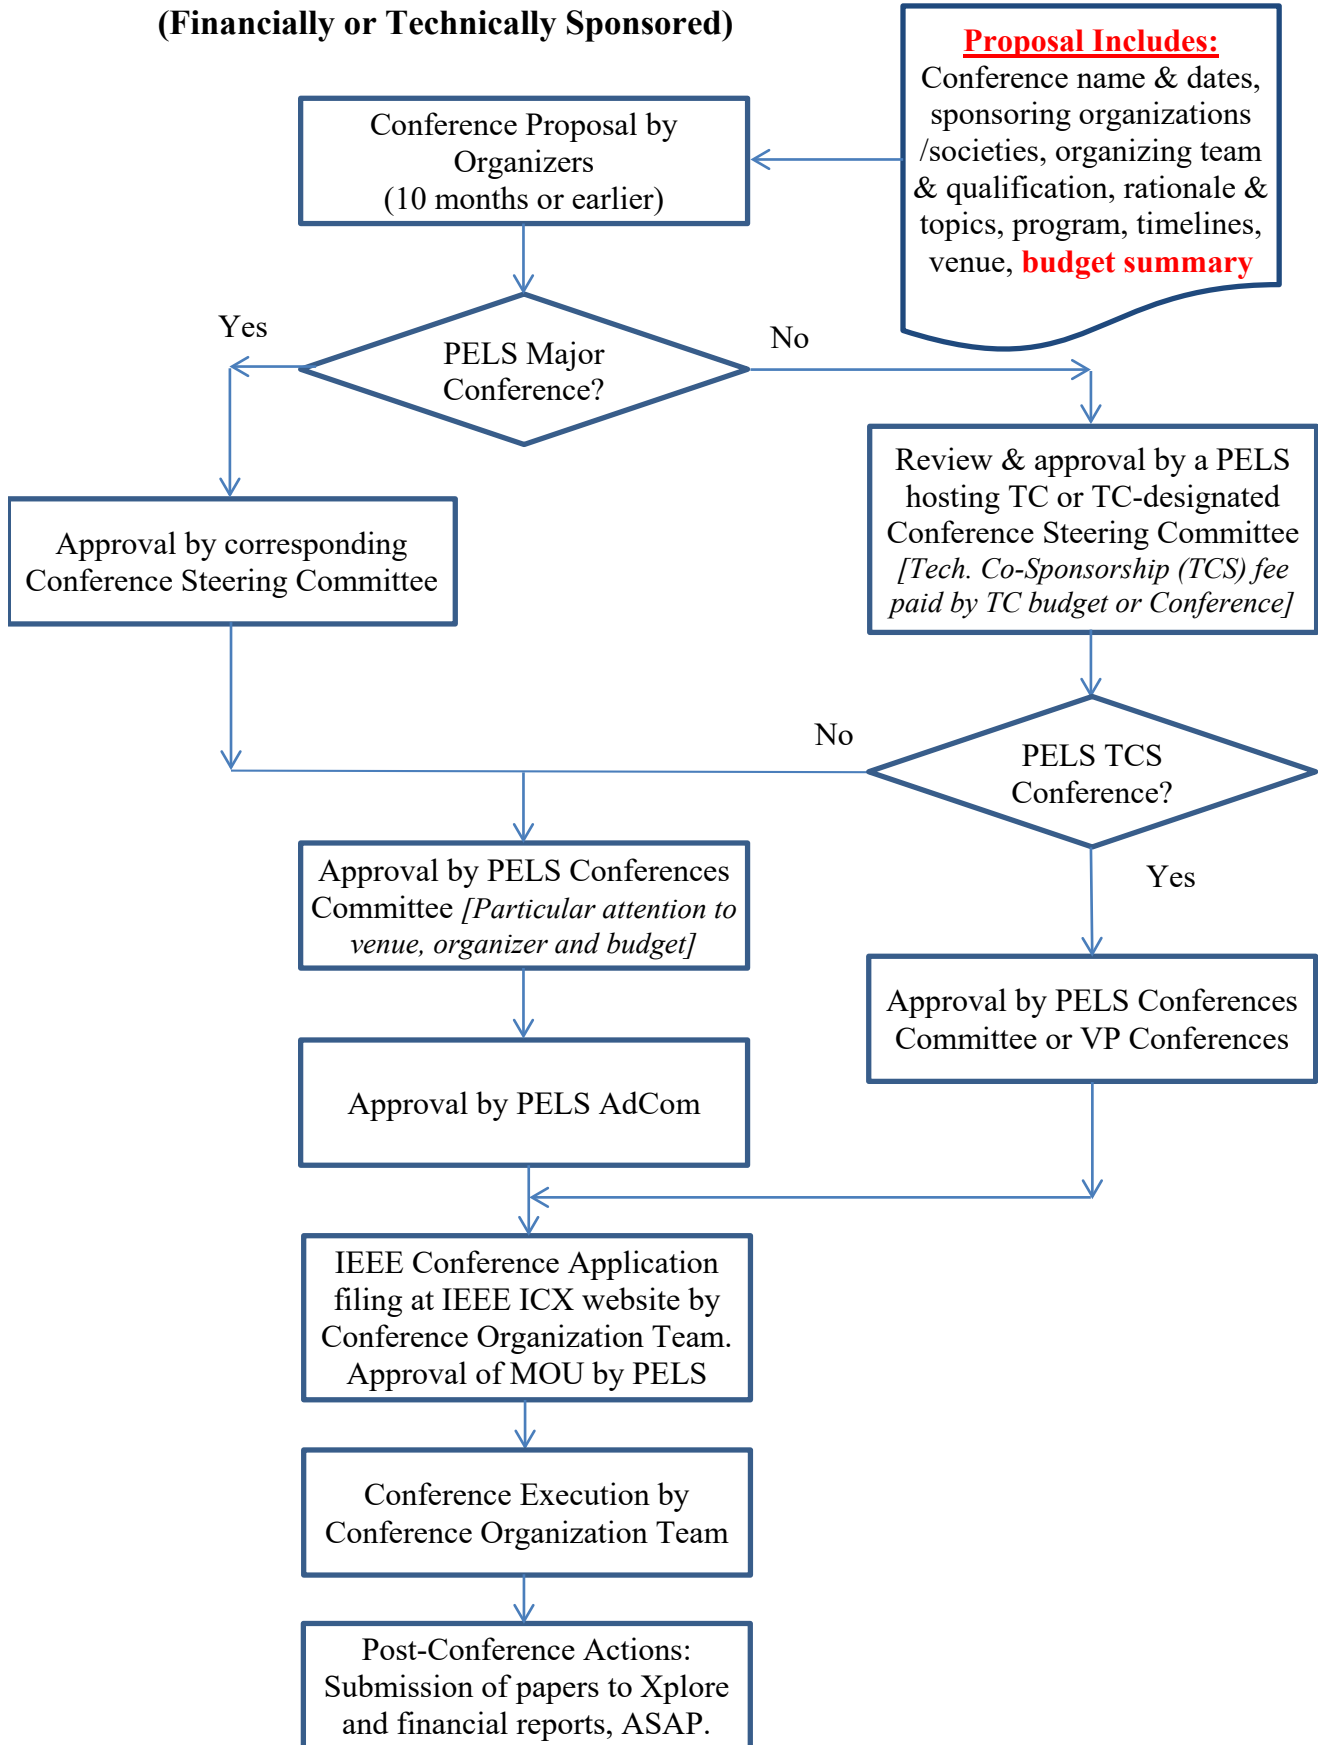 (Financially or Technically Sponsored)
Proposal Includes:
Conference name & dates,
sponsoring organizations
/societies, organizing team
& qualification, rationale &
topics, program, timelines,
venue, budget summary
Conference Proposal by
Organizers
(10 months or earlier)
Yes
No
PELS Major
Conference?
Review & approval by a PELS
hosting TC or TC-designated
Conference Steering Committee
[Tech. Co-Sponsorship (TCS) fee
paid by TC budget or Conference]
Approval by corresponding
Conference Steering Committee
No
PELS TCS
Conference?
Yes
Approval by PELS Conferences
Committee [Particular attention to
venue, organizer and budget]
Approval by PELS Conferences
Committee or VP Conferences
Approval by PELS AdCom
IEEE Conference Application
filing at IEEE ICX website by
Conference Organization Team.
Approval of MOU by PELS
Conference Execution by
Conference Organization Team
Post-Conference Actions:
Submission of papers to Xplore
and financial reports, ASAP.